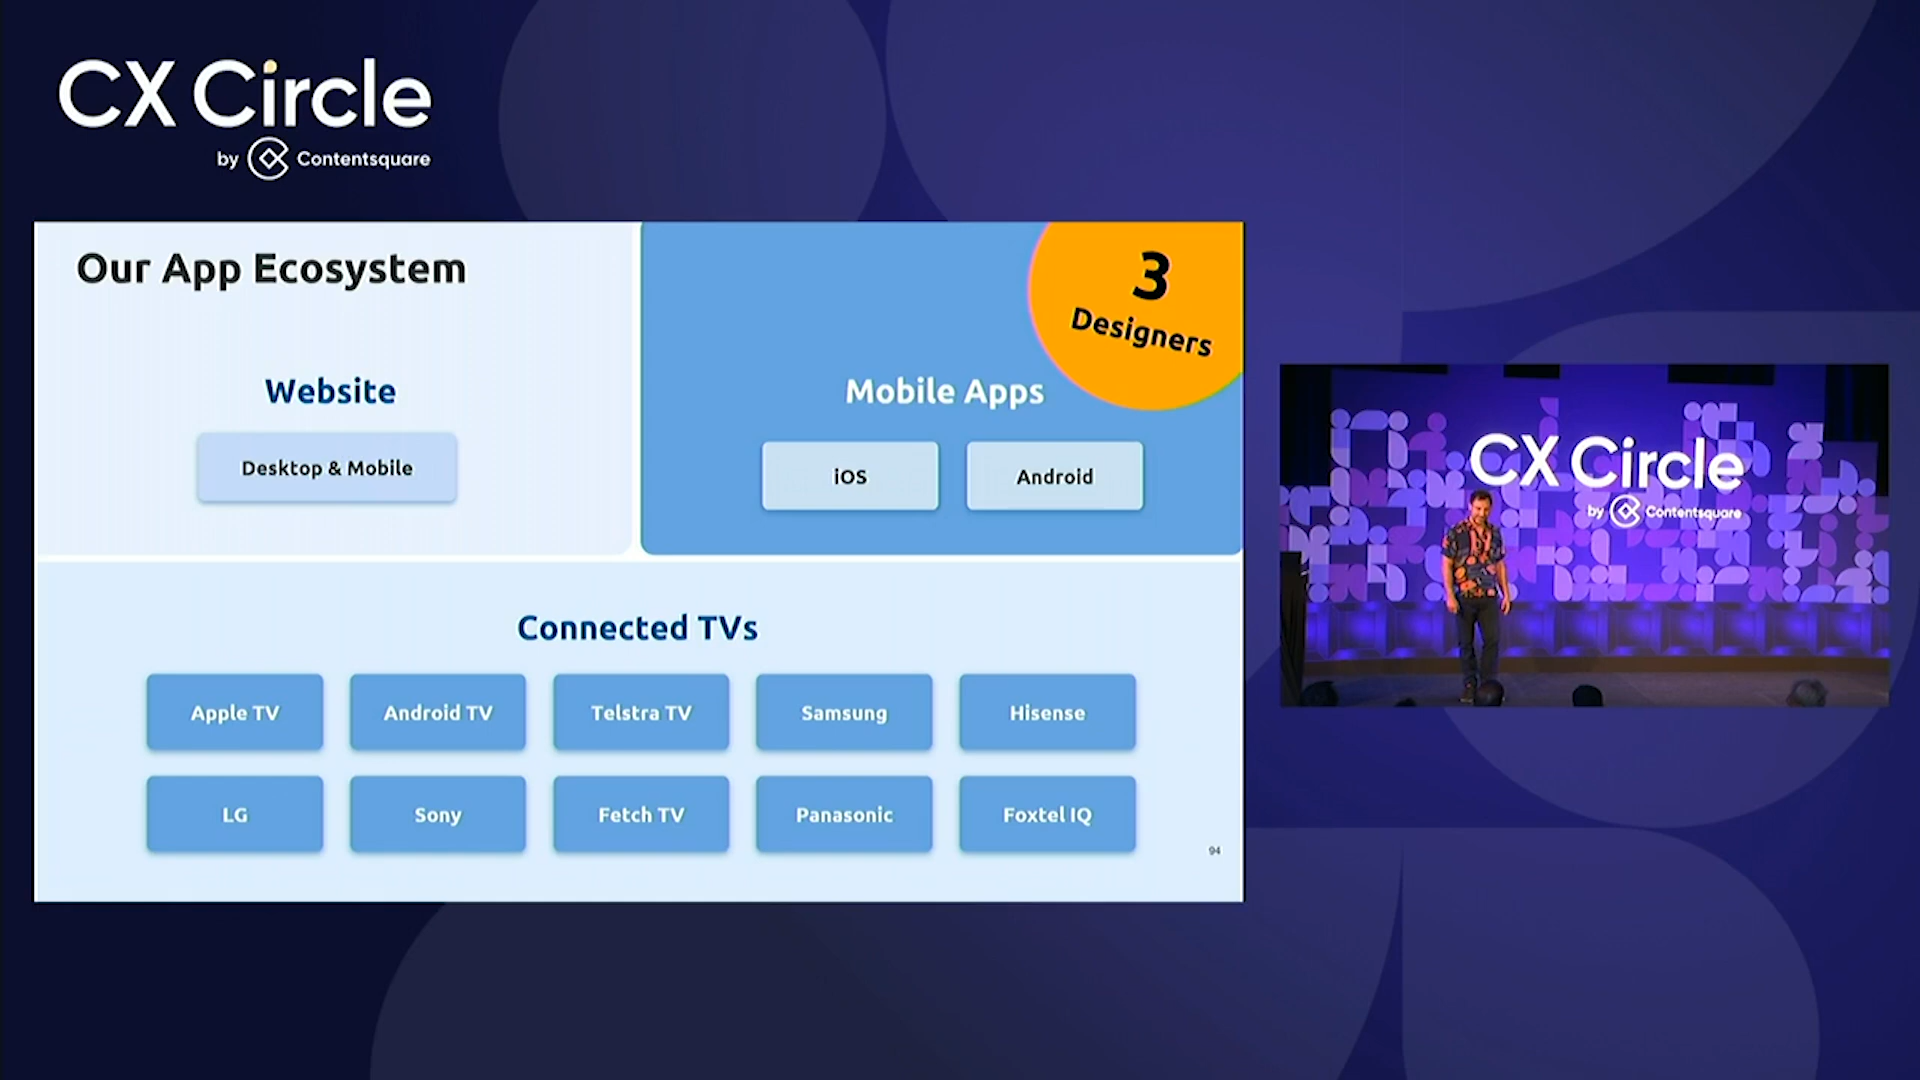 CX Circle
by Contentsquare
Our App Ecosystem
3
Designers
Website
Desktop & Mobile
Mobile Apps
iOS
Android
Connected TVs
Apple TV
Android TV
Telstra TV
Samsung
Hisense
LG
Sony
Fetch TV
Panasonic
Foxtel IQ
94
CX Circle
by Contentsquare